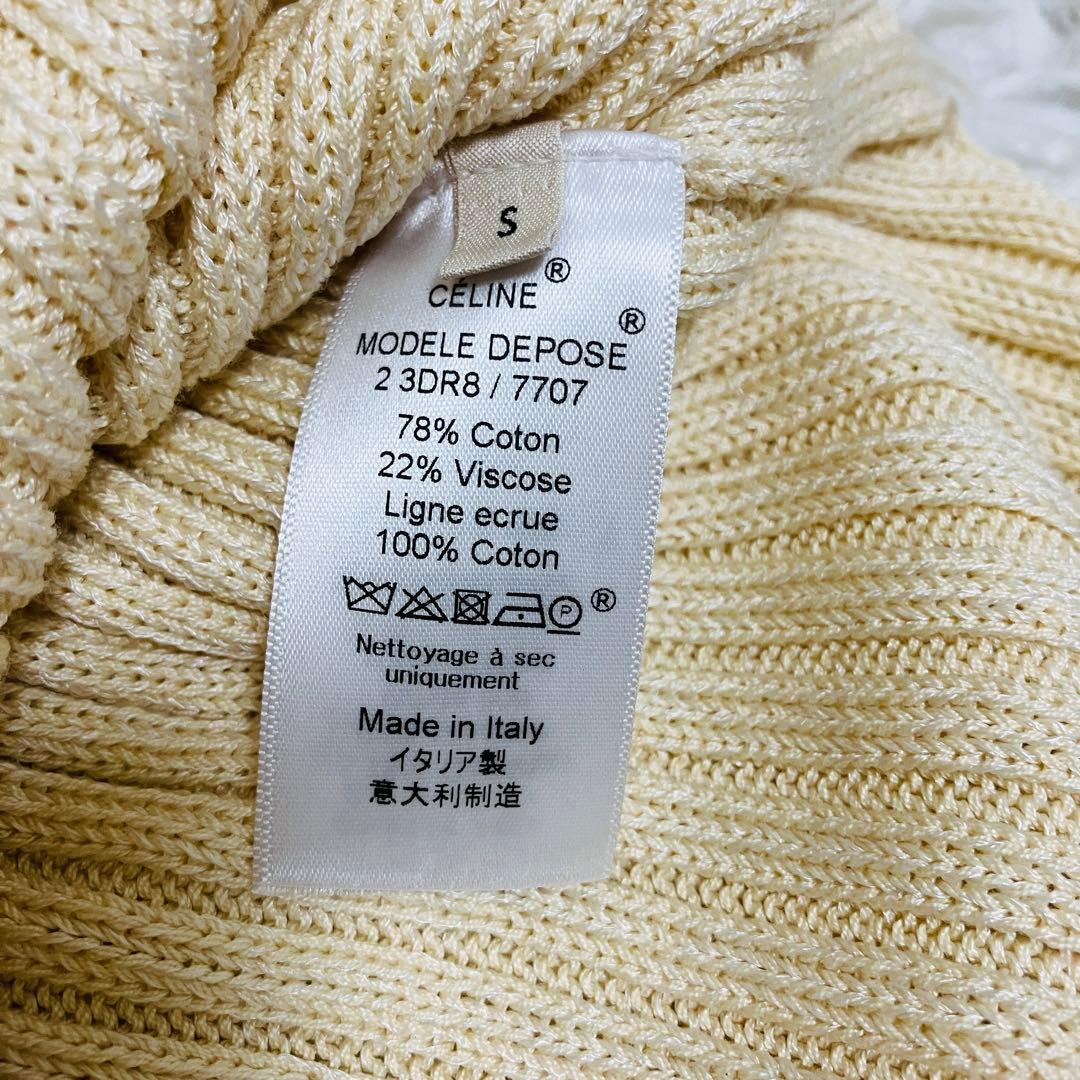 S
CÉLINE®
MODELE DEPOSE®
2 3DR8 / 7707
78% Coton
22% Viscose
Ligne ecrue
100% Coton
P ®
Nettoyage à sec
uniquement
Made in Italy
イタリア製
意大利制造